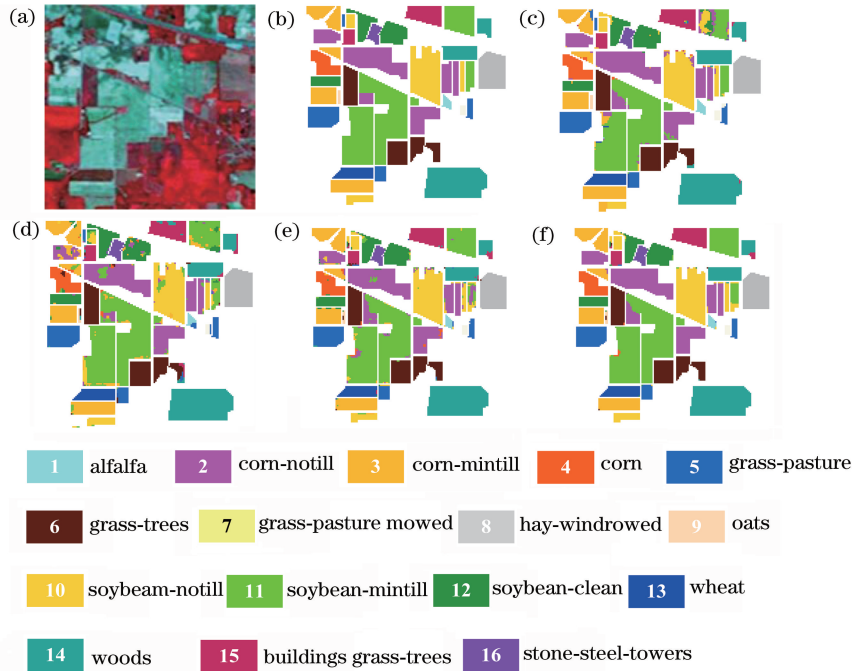 (a) (b) (c)
(d) (e) (f)
1 alfalfa 2 corn-notill 3 corn-mintill 4 corn 5 grass-pasture
6 grass-trees 7 grass-pasture mowed 8 hay-windrowed 9 oats
10 soybeam-notill 11 soybean-mintill 12 soybean-clean 13 wheat
14 woods 15 buildings grass-trees 16 stone-steel-towers